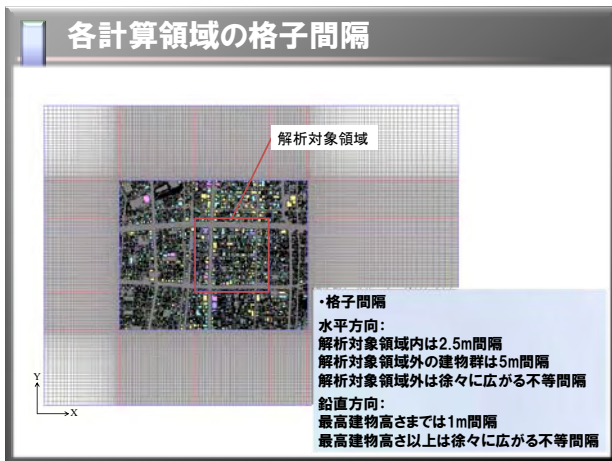 各計算領域の格子間隔
解析対象領域
・格子間隔
水平方向：
解析対象領域内は2.5m間隔
解析対象領域外の建物群は5m間隔
解析対象領域外は徐々に広がる不等間隔
鉛直方向：
最高建物高さまでは1m間隔
最高建物高さ以上は徐々に広がる不等間隔
Y
X